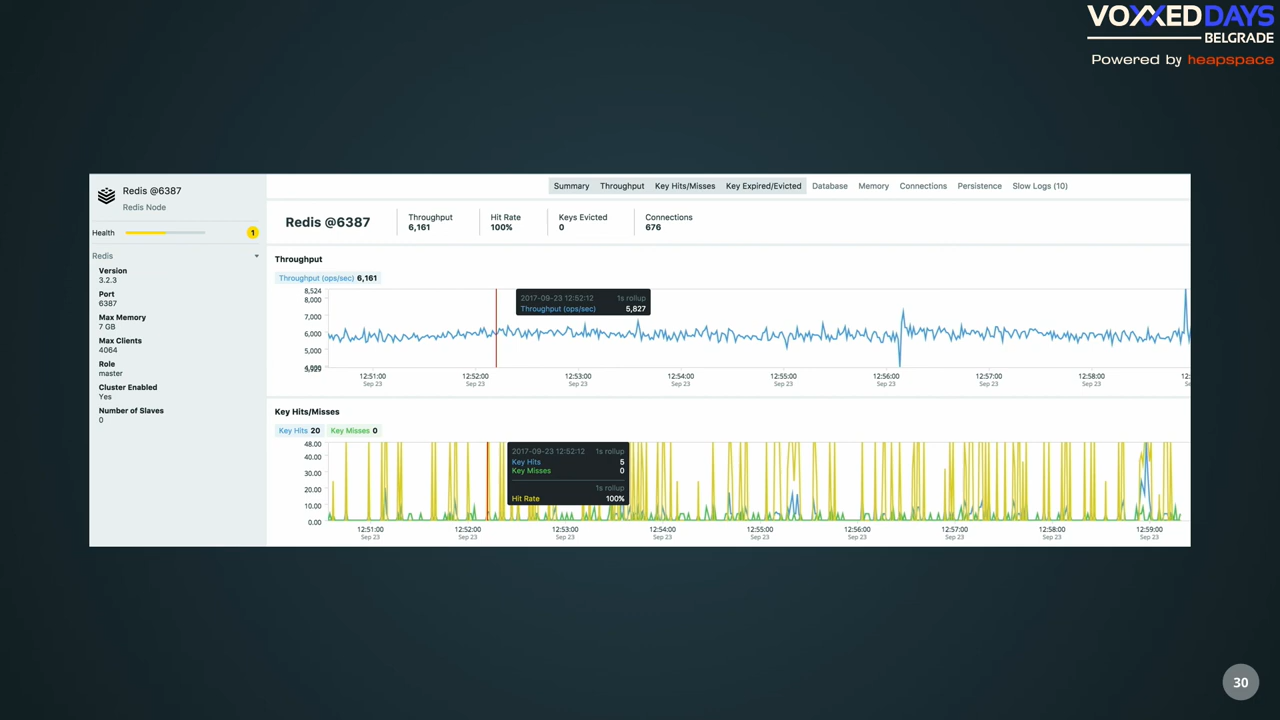 VOXXEDDAYS
BELGRADE
Powered by heapspace
Redis @6387
Redis Node
Health
1
Redis
Version
3.2.3
Port
6387
Max Memory
7 GB
Max Clients
4064
Role
master
Cluster Enabled
Yes
Number of Slaves
0
Summary Throughput Key Hits/Misses Key Expired/Evicted Database Memory Connections Persistence Slow Logs (10)
Redis @6387
Throughput Hit Rate Keys Evicted Connections
6,161 100% 0 676
Throughput
Throughput (ops/sec) 6,161
8,524
8,000
7,000
6,000
5,000
2017-09-23 12:52:12 1s rollup
Throughput (ops/sec) 5,827
12:51:00 12:52:00 12:53:00 12:54:00 12:55:00 12:56:00 12:57:00 12:58:00 12:
Sep 23 Sep 23 Sep 23 Sep 23 Sep 23 Sep 23 Sep 23 Sep 23 Se
Key Hits/Misses
Key Hits 20 Key Misses 0
48.00
40.00
30.00
20.00
10.00
0.00
2017-09-23 12:52:12 1s rollup
Key Hits 5
Key Misses 0
1s rollup
Hit Rate 100%
12:51:00 12:52:00 12:53:00 12:54:00 12:55:00 12:56:00 12:57:00 12:58:00 12:59:00
Sep 23 Sep 23 Sep 23 Sep 23 Sep 23 Sep 23 Sep 23 Sep 23 Sep 23
30